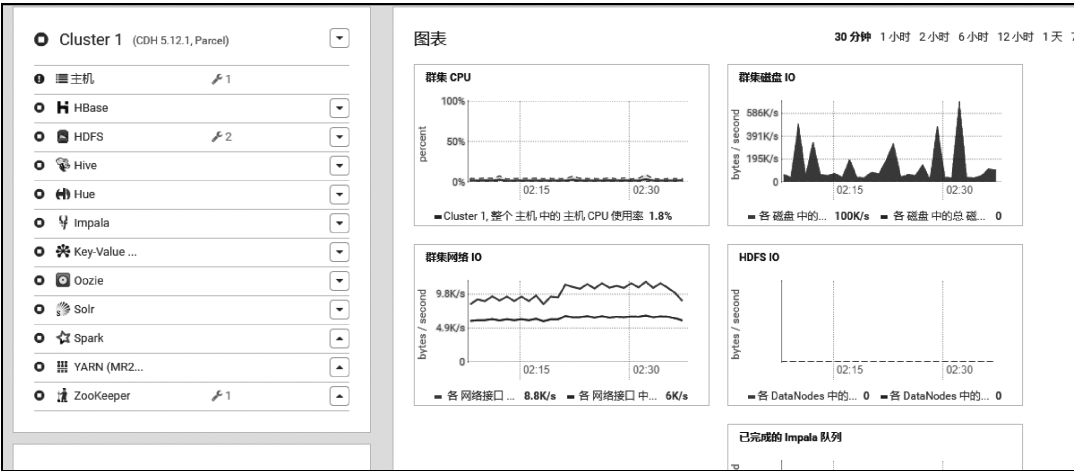 Cluster 1 (CDH 5.12.1, Parcel)
主机 1
HBase
HDFS 2
Hive
Hue
Impala
Key-Value ...
Oozie
Solr
Spark
YARN (MR2...
ZooKeeper 1
图表
30 分钟 1 小时 2 小时 6 小时 12 小时 1 天
群集 CPU
percent
100%
50%
0%
02:15 02:30
Cluster 1, 整个 主机 中的 主机 CPU 使用率 1.8%
群集磁盘 IO
bytes / second
586K/s
391K/s
195K/s
0
02:15 02:30
各 磁盘 中的... 100K/s 各 磁盘 中的总 磁... 0
群集网络 IO
bytes / second
9.8K/s
4.9K/s
0
02:15 02:30
各 网络接口 ... 8.8K/s 各 网络接口 中... 6K/s
HDFS IO
bytes / second
02:15 02:30
各 DataNodes 中的... 0 各 DataNodes 中的... 0
已完成的 Impala 队列